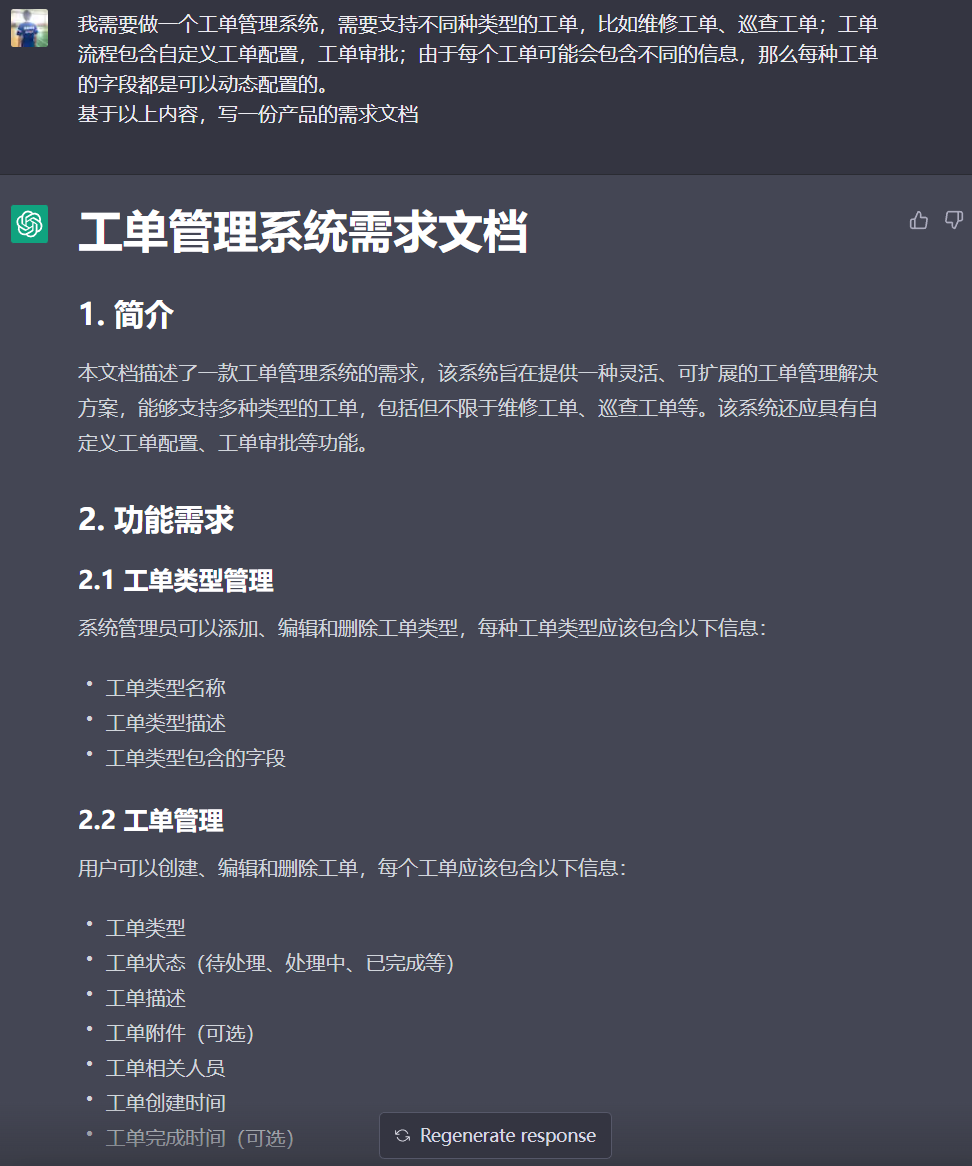 我需要做一个工单管理系统，需要支持不同种类型的工单，比如维修工单、巡查工单；工单
流程包含自定义工单配置，工单审批；由于每个工单可能会包含不同的信息，那么每种工单
的字段都是可以动态配置的。
基于以上内容，写一份产品的需求文档
工单管理系统需求文档
1. 简介
本文档描述了一款工单管理系统的需求，该系统旨在提供一种灵活、可扩展的工单管理解决
方案，能够支持多种类型的工单，包括但不限于维修工单、巡查工单等。该系统还应具有自
定义工单配置、工单审批等功能。
2. 功能需求
2.1 工单类型管理
系统管理员可以添加、编辑和删除工单类型，每种工单类型应该包含以下信息：
• 工单类型名称
• 工单类型描述
• 工单类型包含的字段
2.2 工单管理
用户可以创建、编辑和删除工单，每个工单应该包含以下信息：
• 工单类型
• 工单状态（待处理、处理中、已完成等）
• 工单描述
• 工单附件（可选）
• 工单相关人员
• 工单创建时间
• 工单完成时间（可选）
Regenerate response